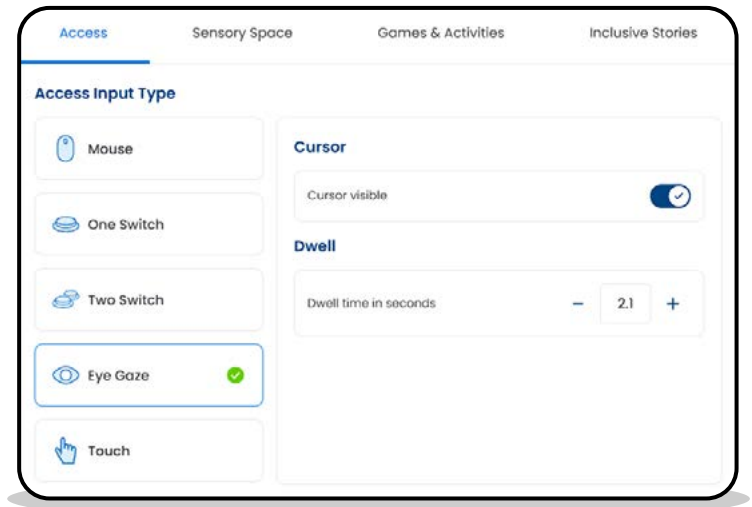 Access Sensory Space Games & Activities Inclusive Stories
Access Input Type
Mouse
One Switch
Two Switch
Eye Gaze
Touch
Cursor
Cursor visible
Dwell
Dwell time in seconds − 2.1 +